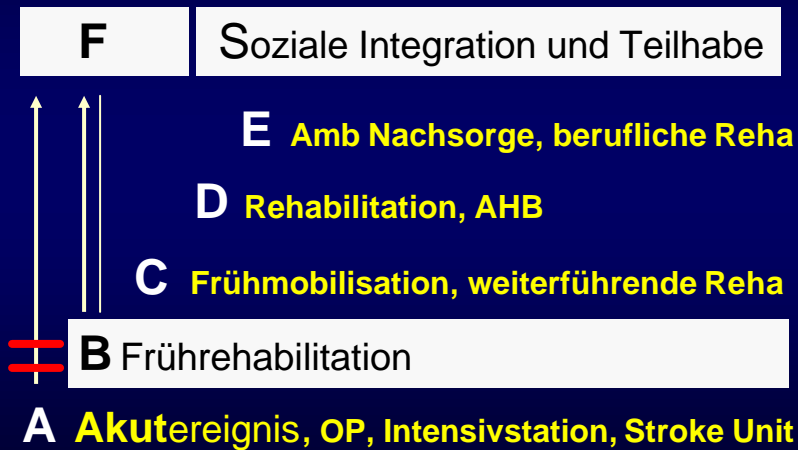 F Soziale Integration und Teilhabe
E Amb Nachsorge, berufliche Reha
D Rehabilitation, AHB
C Frühmobilisation, weiterführende Reha
B Frührehabilitation
A Akutereignis, OP, Intensivstation, Stroke Unit